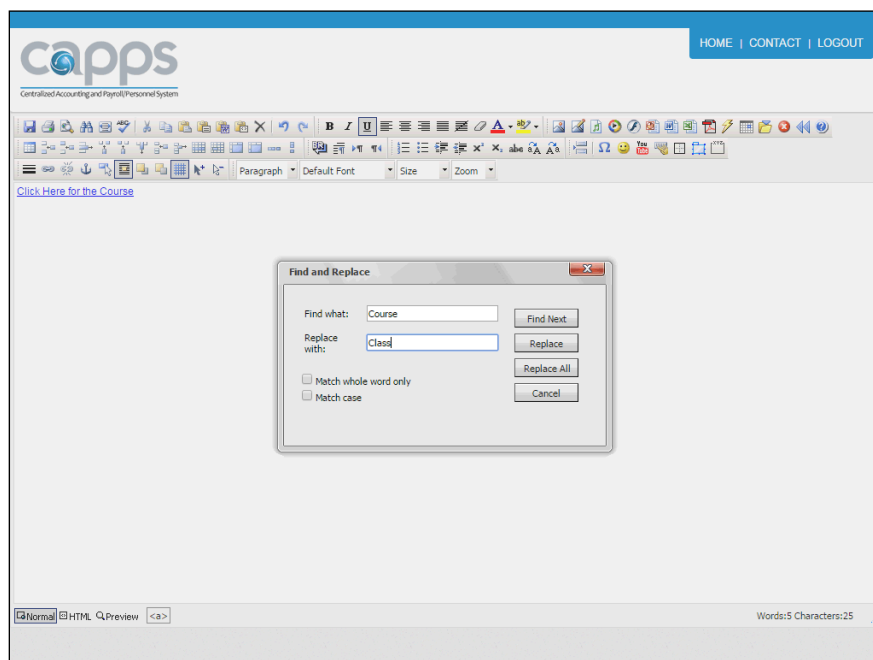 HOME | CONTACT | LOGOUT
capps
Centralized Accounting and Payroll/Personnel System
B I U A
Paragraph Default Font Size Zoom
Click Here for the Course
Find and Replace
Find what: Course
Find Next
Replace with: Class
Replace
Replace All
Match whole word only
Match case
Cancel
Normal HTML Preview <a> Words:5 Characters:25